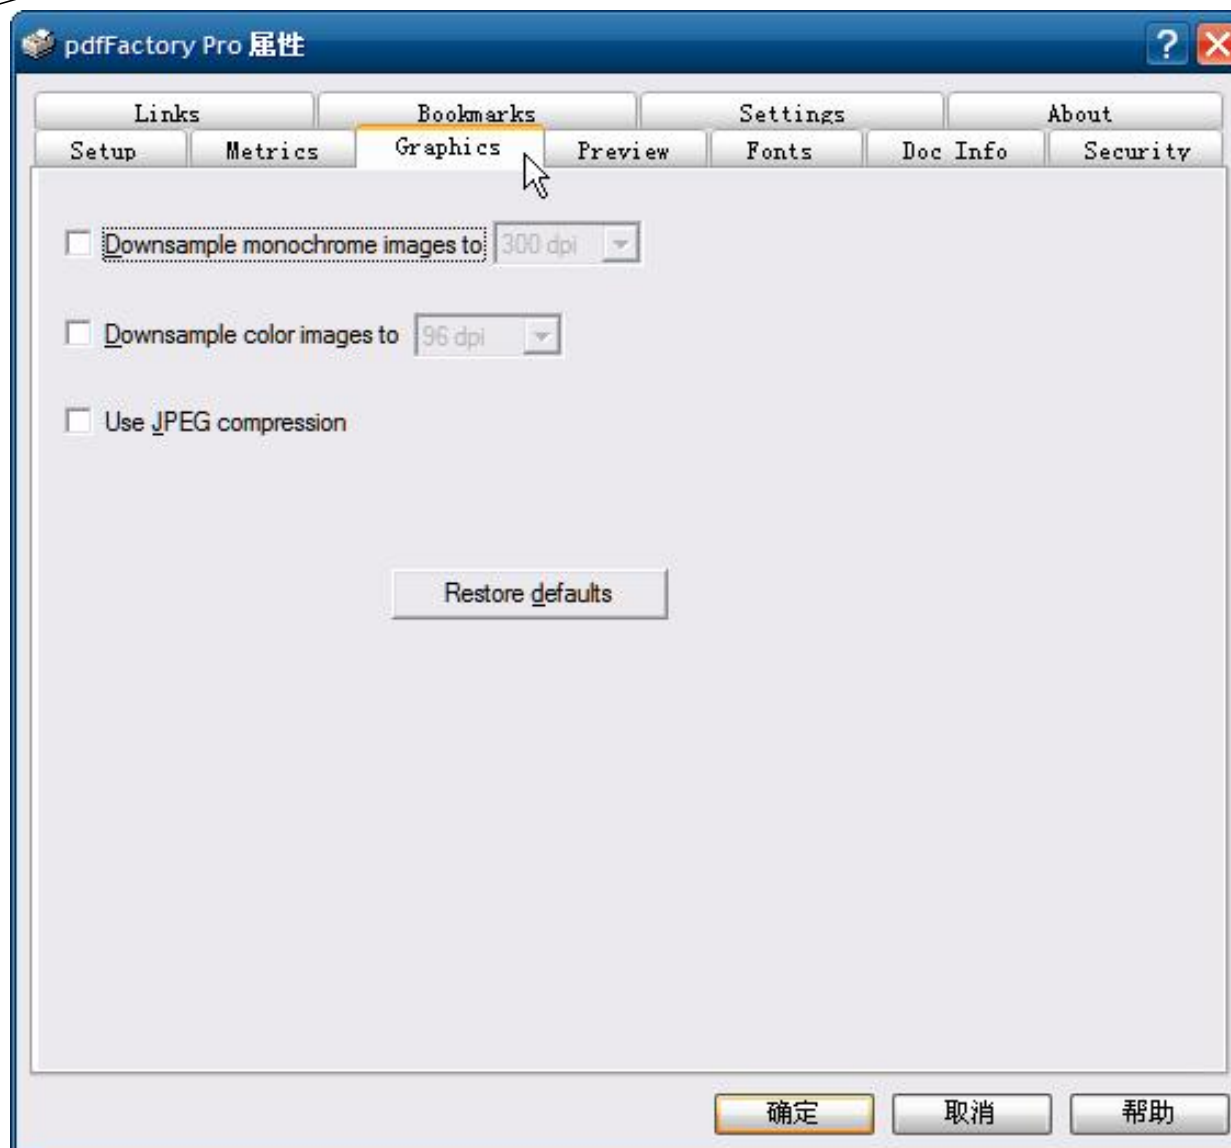 pdfFactory Pro 属性
Links Bookmarks Settings About
Setup Metrics Graphics Preview Fonts Doc Info Security
Downsample monochrome images to 300 dpi
Downsample color images to 96 dpi
Use JPEG compression
Restore defaults
确定 取消 帮助